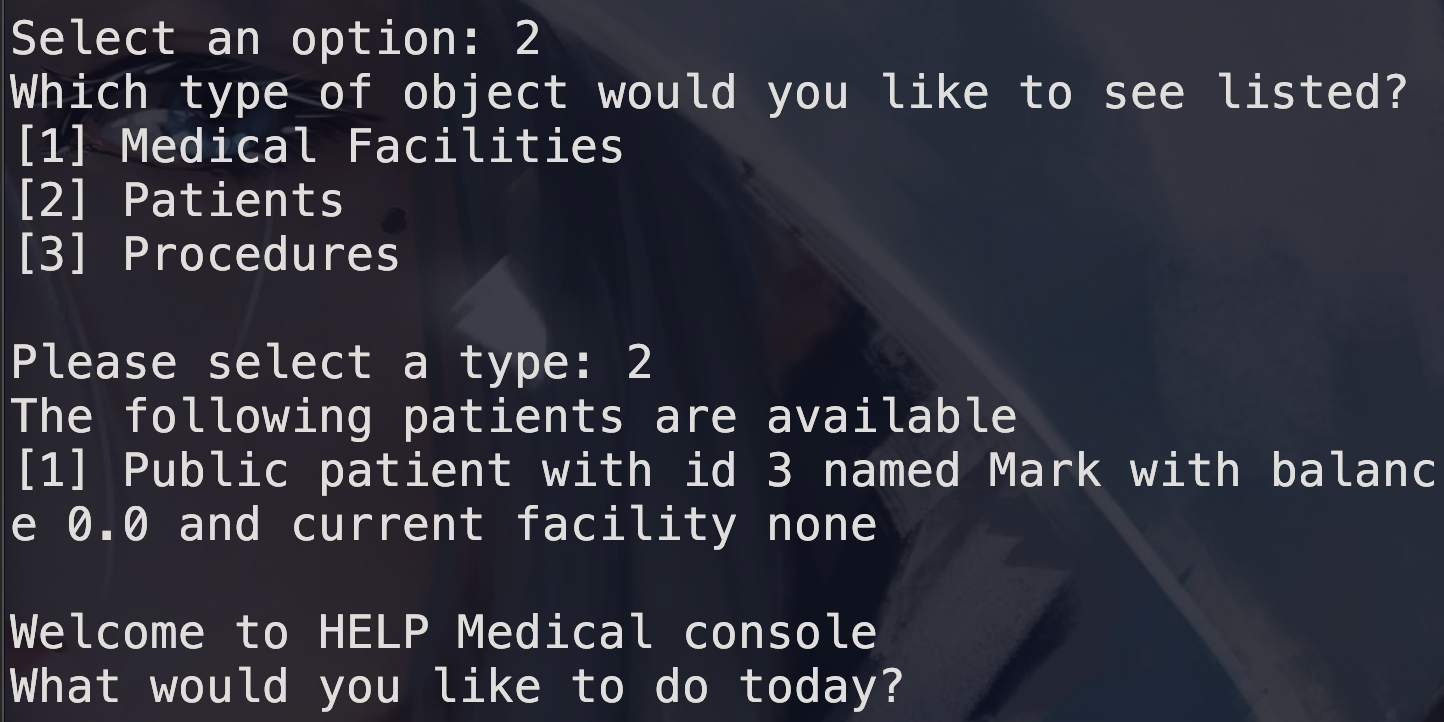 Select an option: 2
Which type of object would you like to see listed?
[1] Medical Facilities
[2] Patients
[3] Procedures
Please select a type: 2
The following patients are available
[1] Public patient with id 3 named Mark with balanc
e 0.0 and current facility none
Welcome to HELP Medical console
What would you like to do today?